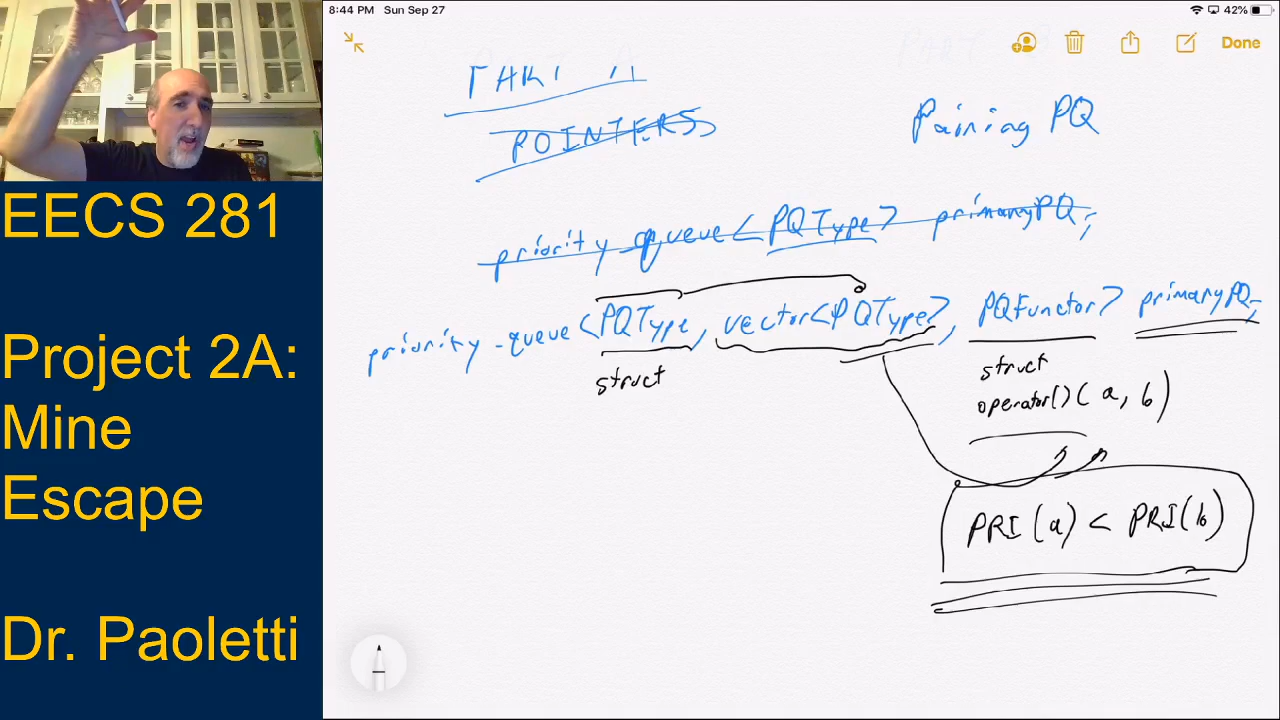 8:44 PM Sun Sep 27
42%
Done
PART A
POINTERS
Pairing PQ
priority_queue<PQType> primaryPQ;
priority_queue<PQType, vector<PQType>, PQFunctor> primaryPQ;
struct
struct
operator()(a, b)
PRI(a) < PRI(b)
EECS 281
Project 2A:
Mine
Escape
Dr. Paoletti